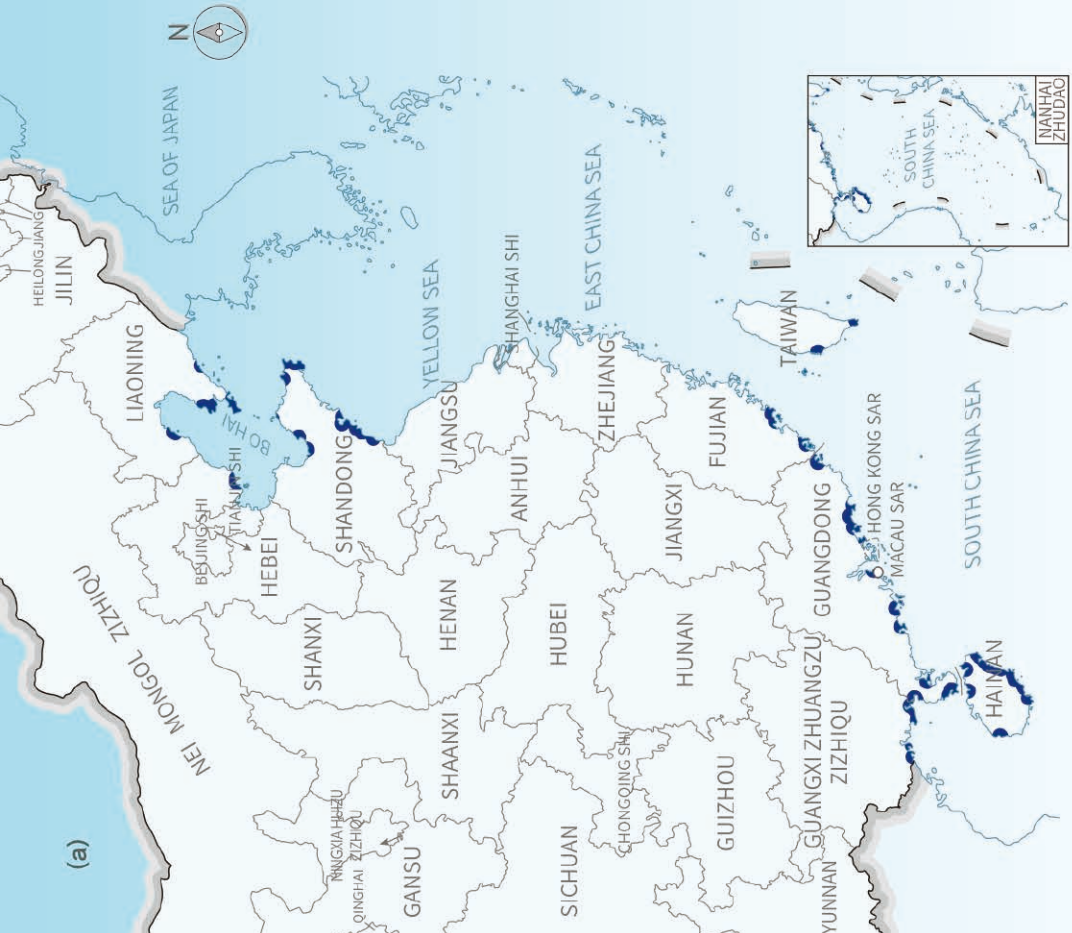 (a)
N
SEA OF JAPAN
HEILONGJIANG
JILIN
LIAONING
BO HAI
NEI MONGOL ZIZHIQU
BEIJING SHI
TIANJIN SHI
HEBEI
SHANDONG
YELLOW SEA
SHANXI
NINGXIA HUIZU
ZIZHIQU
QINGHAI
GANSU
SHAANXI
HENAN
JIANGSU
ANHUI
SHANGHAI SHI
EAST CHINA SEA
ZHEJIANG
HUBEI
SICHUAN
CHONGQING SHI
HUNAN
JIANGXI
FUJIAN
TAIWAN
GUIZHOU
YUNNAN
GUANGXI ZHUANGZU
ZIZHIQU
GUANGDONG
HONG KONG SAR
MACAU SAR
HAINAN
SOUTH CHINA SEA
SOUTH
CHINA SEA
NANHAI
ZHUDAO